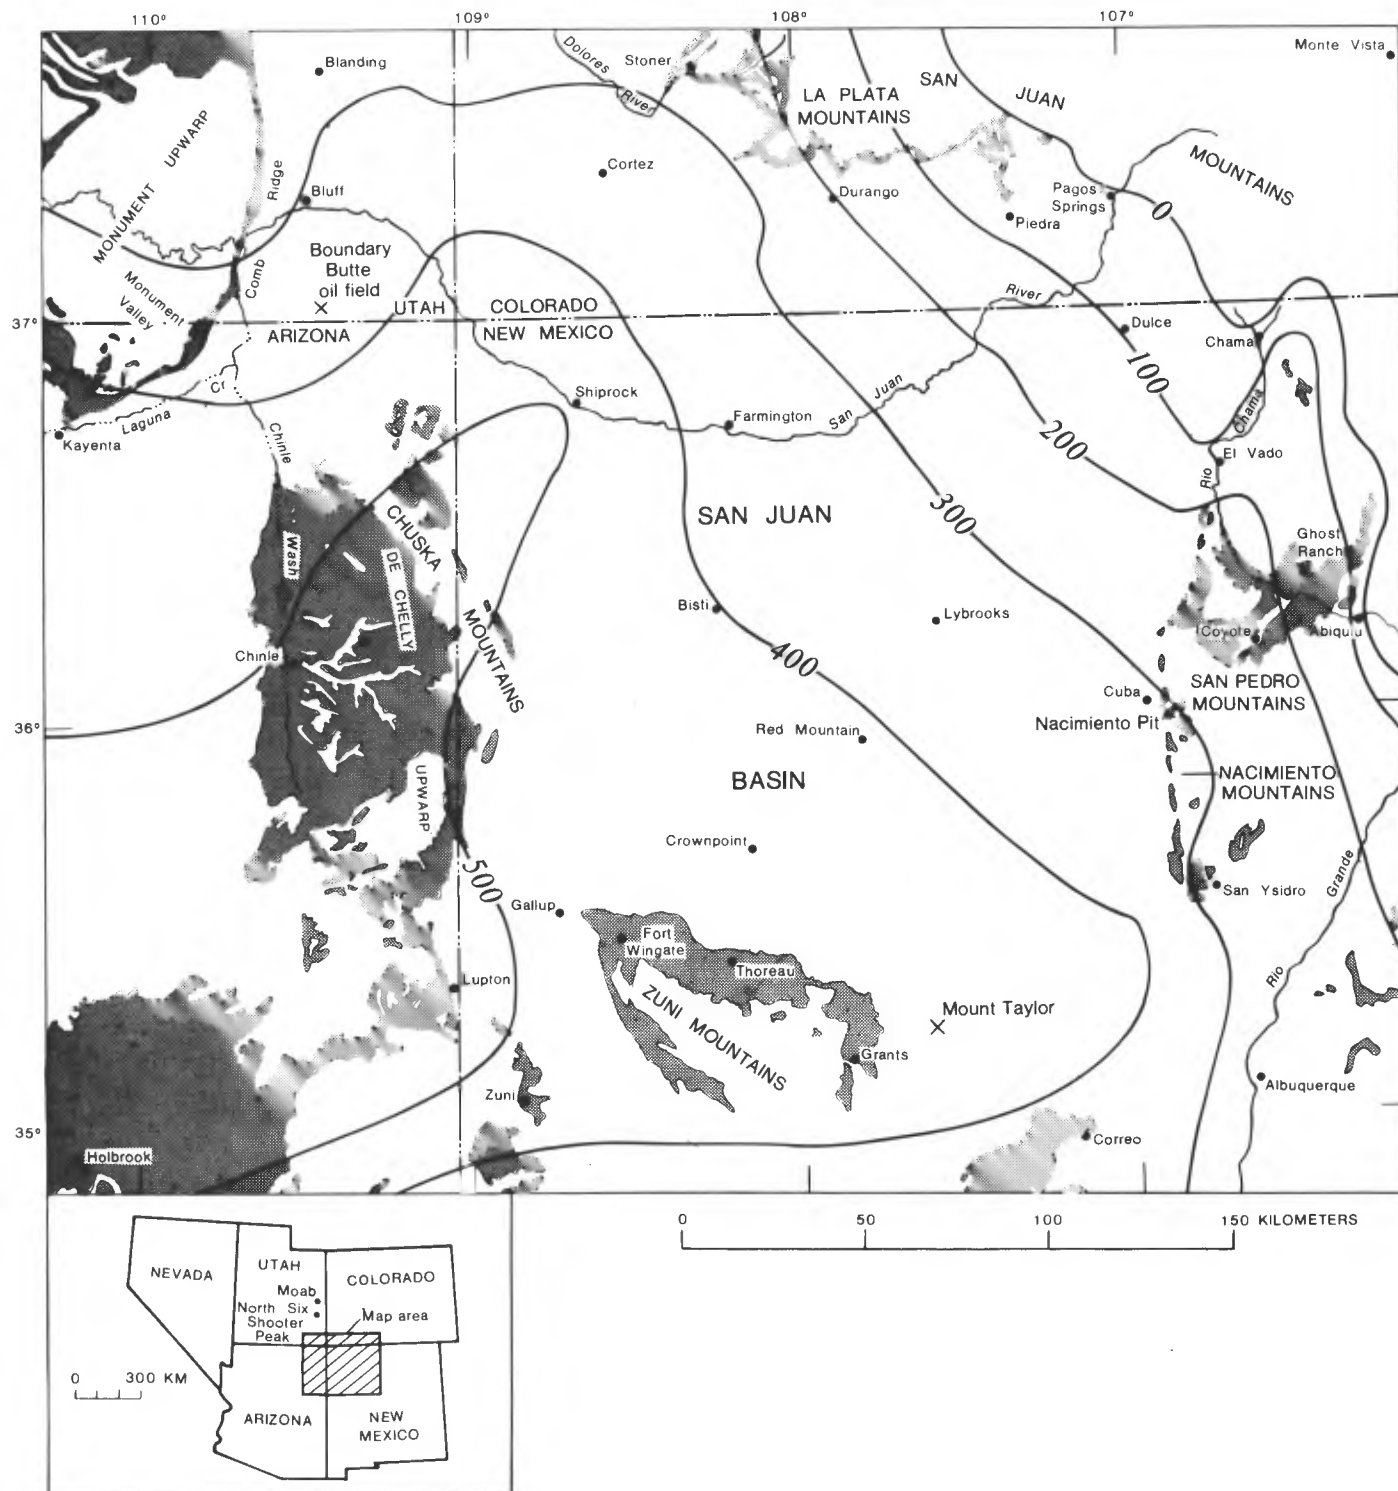 110°
109°
108°
107°
Blanding
Dolores
River
Stoner
LA PLATA
MOUNTAINS
SAN JUAN
MOUNTAINS
Monte Vista
MONUMENT UPWARP
Comb Ridge
Bluff
Cortez
Durango
Pagos
Springs
Piedra
0
Boundary
Butte
oil field
Monument
Valley
UTAH
COLORADO
37°
ARIZONA
NEW MEXICO
River
Dulce
Chama
100
Laguna Cr
Kayenta
Chinle
Wash
Shiprock
Farmington
San Juan
200
Rio Chama
El Vado
CHUSKA
MOUNTAINS
DE CHELLY
UPWARP
SAN JUAN
300
Ghost
Ranch
Bisti
Lybrooks
Coyote
Abiquiu
Chinle
400
Cuba
SAN PEDRO
MOUNTAINS
Nacimiento Pit
36°
Red Mountain
BASIN
NACIMIENTO
MOUNTAINS
Crownpoint
500
San Ysidro
Rio Grande
Gallup
Fort
Wingate
Thoreau
Lupton
ZUNI MOUNTAINS
Mount Taylor
Grants
Zuni
Albuquerque
35°
Correo
Holbrook
0 50 100 150 KILOMETERS
NEVADA
UTAH
COLORADO
Moab
North Six
Shooter
Peak
Map area
0 300 KM
ARIZONA
NEW
MEXICO